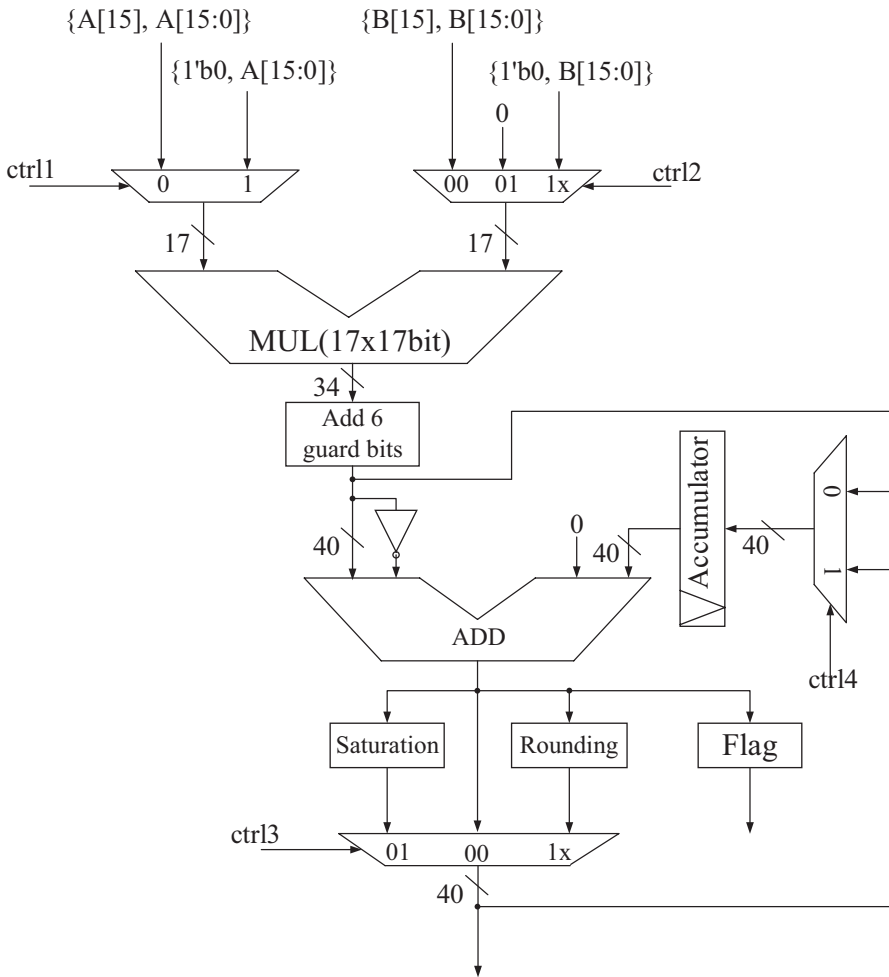 {A[15], A[15:0]}
{B[15], B[15:0]}
{1'b0, A[15:0]}
{1'b0, B[15:0]}
0
ctrl1
0
1
00
01
1x
ctrl2
17
17
MUL(17x17bit)
34
Add 6
guard bits
Accumulator
0
1
40
0
40
40
ADD
ctrl4
Saturation
Rounding
Flag
ctrl3
01
00
1x
40